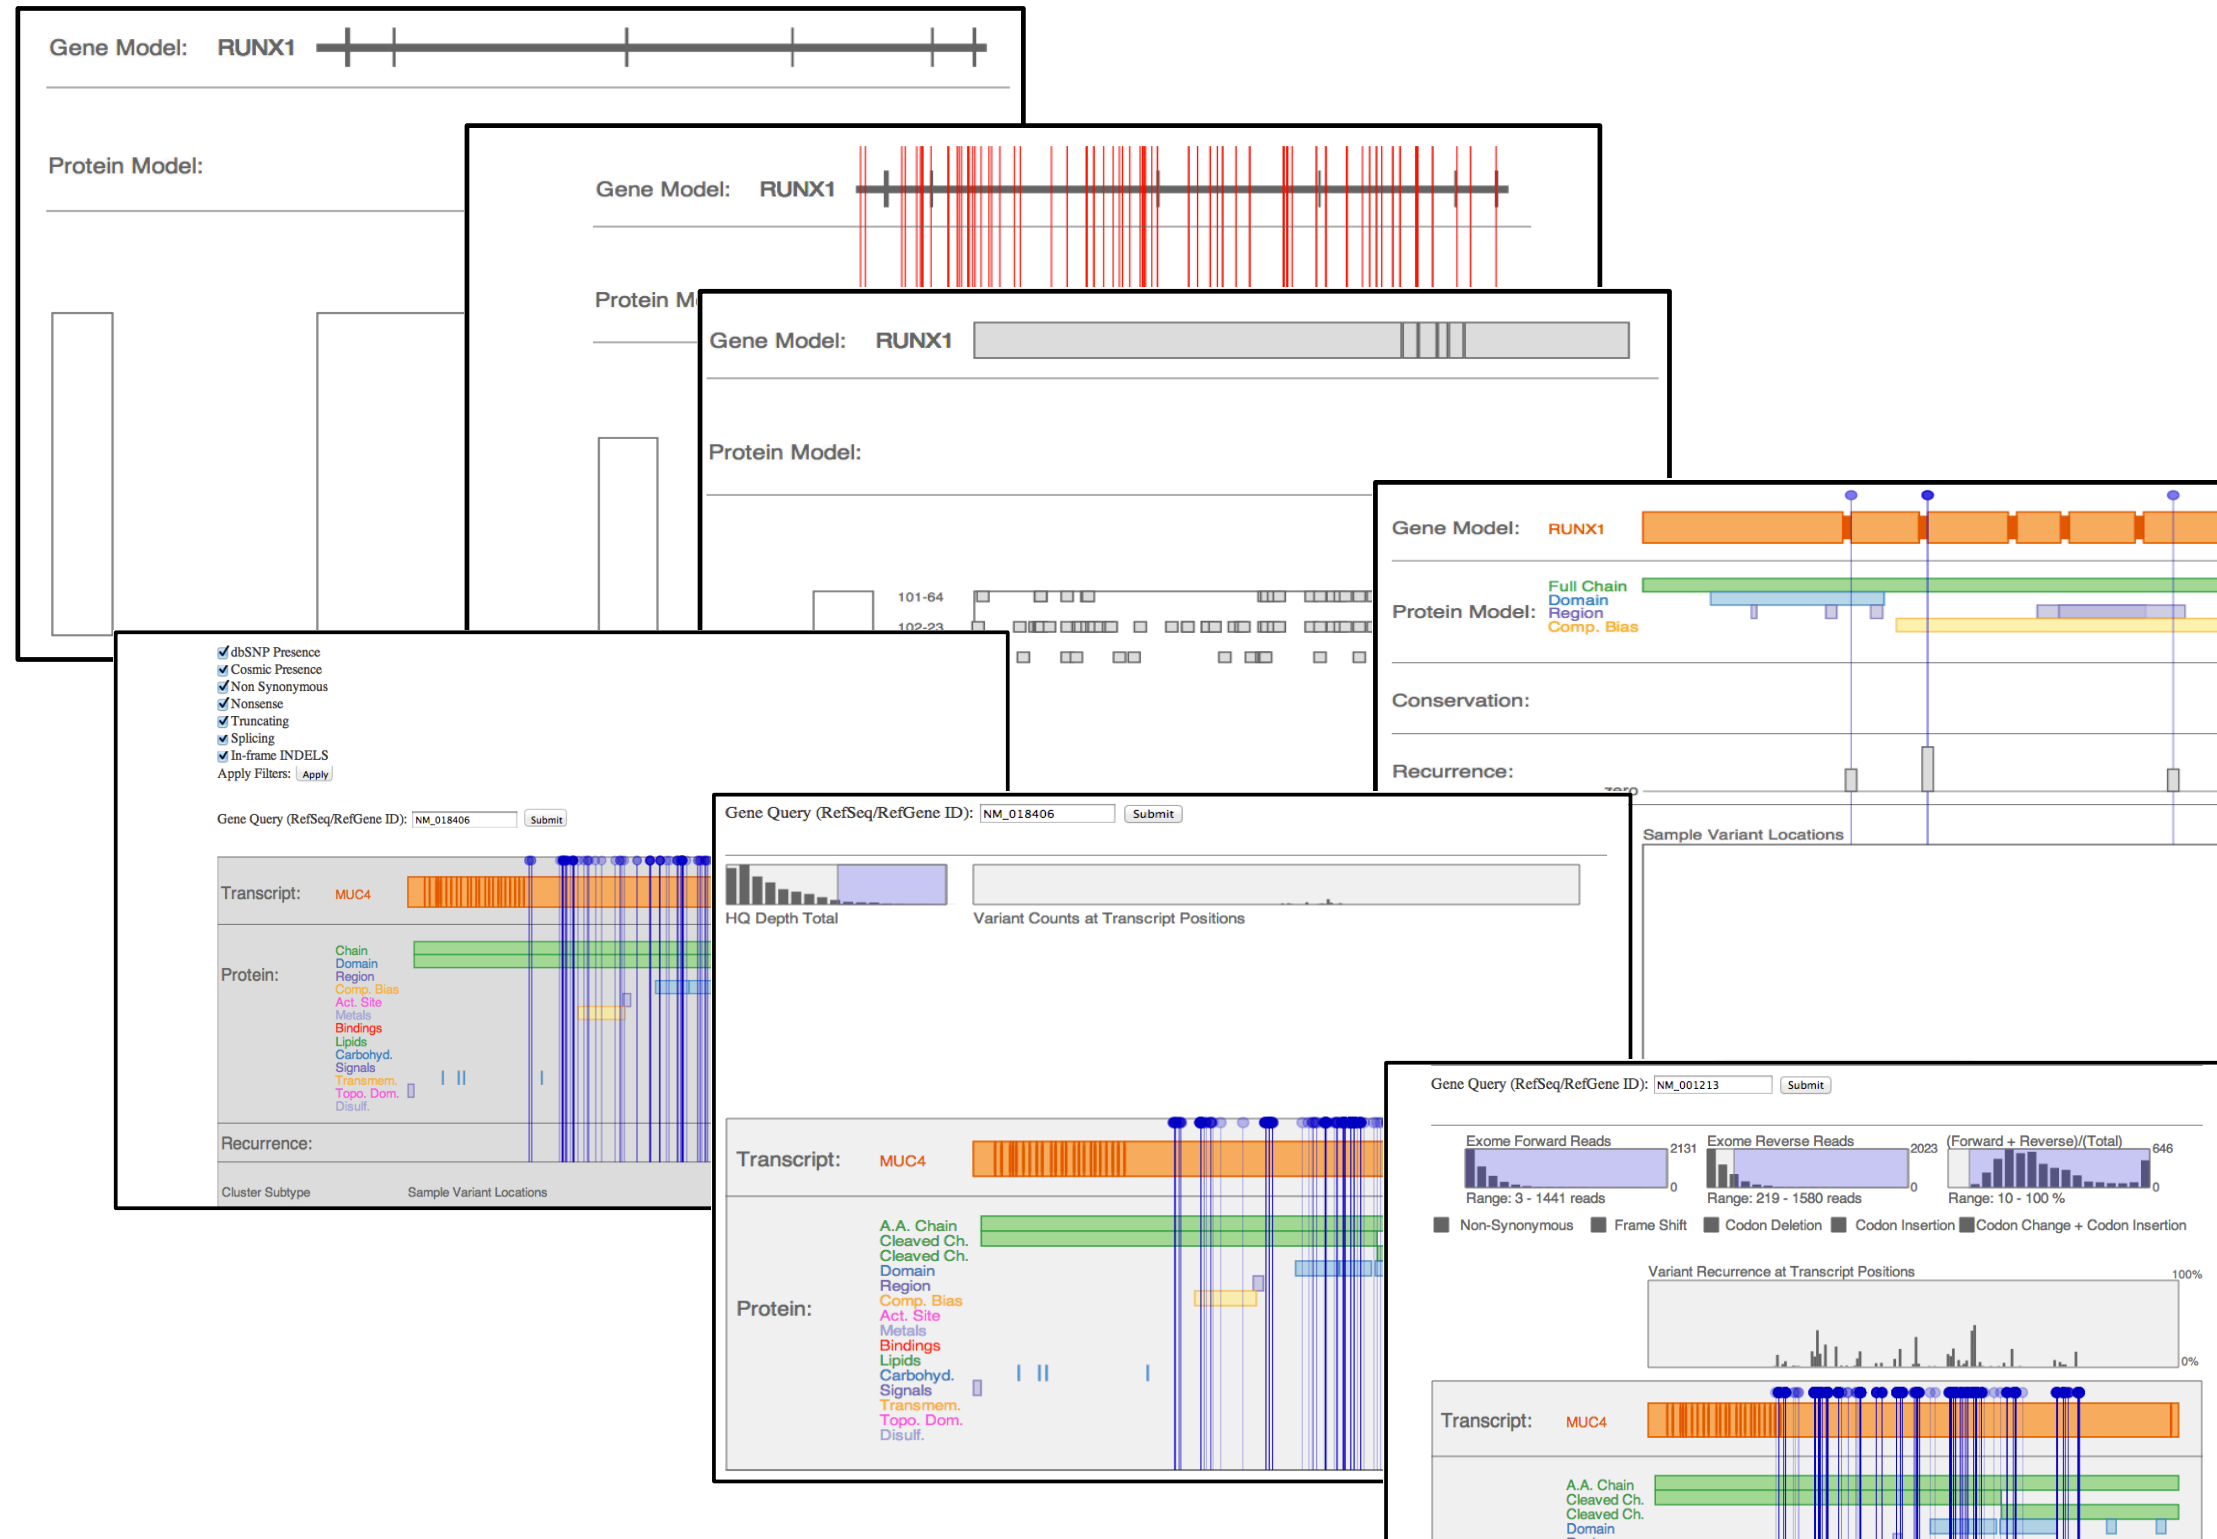 Gene Model: RUNX1
Protein Model:
Gene Model: RUNX1
Protein
Gene Model: RUNX1
Protein Model:
101-64
102-23
Gene Model: RUNX1
Full Chain
Domain
Protein Model: Region
Comp. Bias
Conservation:
Recurrence:
zero
Sample Variant Locations
dbSNP Presence
Cosmic Presence
Non Synonymous
Nonsense
Truncating
Splicing
In-frame INDELS
Apply Filters: Apply
Gene Query (RefSeq/RefGene ID): NM_018406 Submit
Transcript: MUC4
Chain
Domain
Protein: Region
Comp. Bias
Act. Site
Metals
Bindings
Lipids
Carbohyd.
Signals
Transmem.
Topo. Dom.
Disulf.
Recurrence:
Cluster Subtype Sample Variant Locations
Gene Query (RefSeq/RefGene ID): NM_018406 Submit
HQ Depth Total Variant Counts at Transcript Positions
Transcript: MUC4
A.A. Chain
Cleaved Ch.
Cleaved Ch.
Domain
Region
Comp. Bias
Protein:
Act. Site
Metals
Bindings
Lipids
Carbohyd.
Signals
Transmem.
Topo. Dom.
Disulf.
Gene Query (RefSeq/RefGene ID): NM_001213 Submit
Exome Forward Reads 2131 Exome Reverse Reads 2023 (Forward + Reverse)/(Total) 646
0 0 0
Range: 3 - 1441 reads Range: 219 - 1580 reads Range: 10 - 100 %
Non-Synonymous Frame Shift Codon Deletion Codon Insertion Codon Change + Codon Insertion
Variant Recurrence at Transcript Positions 100%
0%
Transcript: MUC4
A.A. Chain
Cleaved Ch.
Cleaved Ch.
Domain